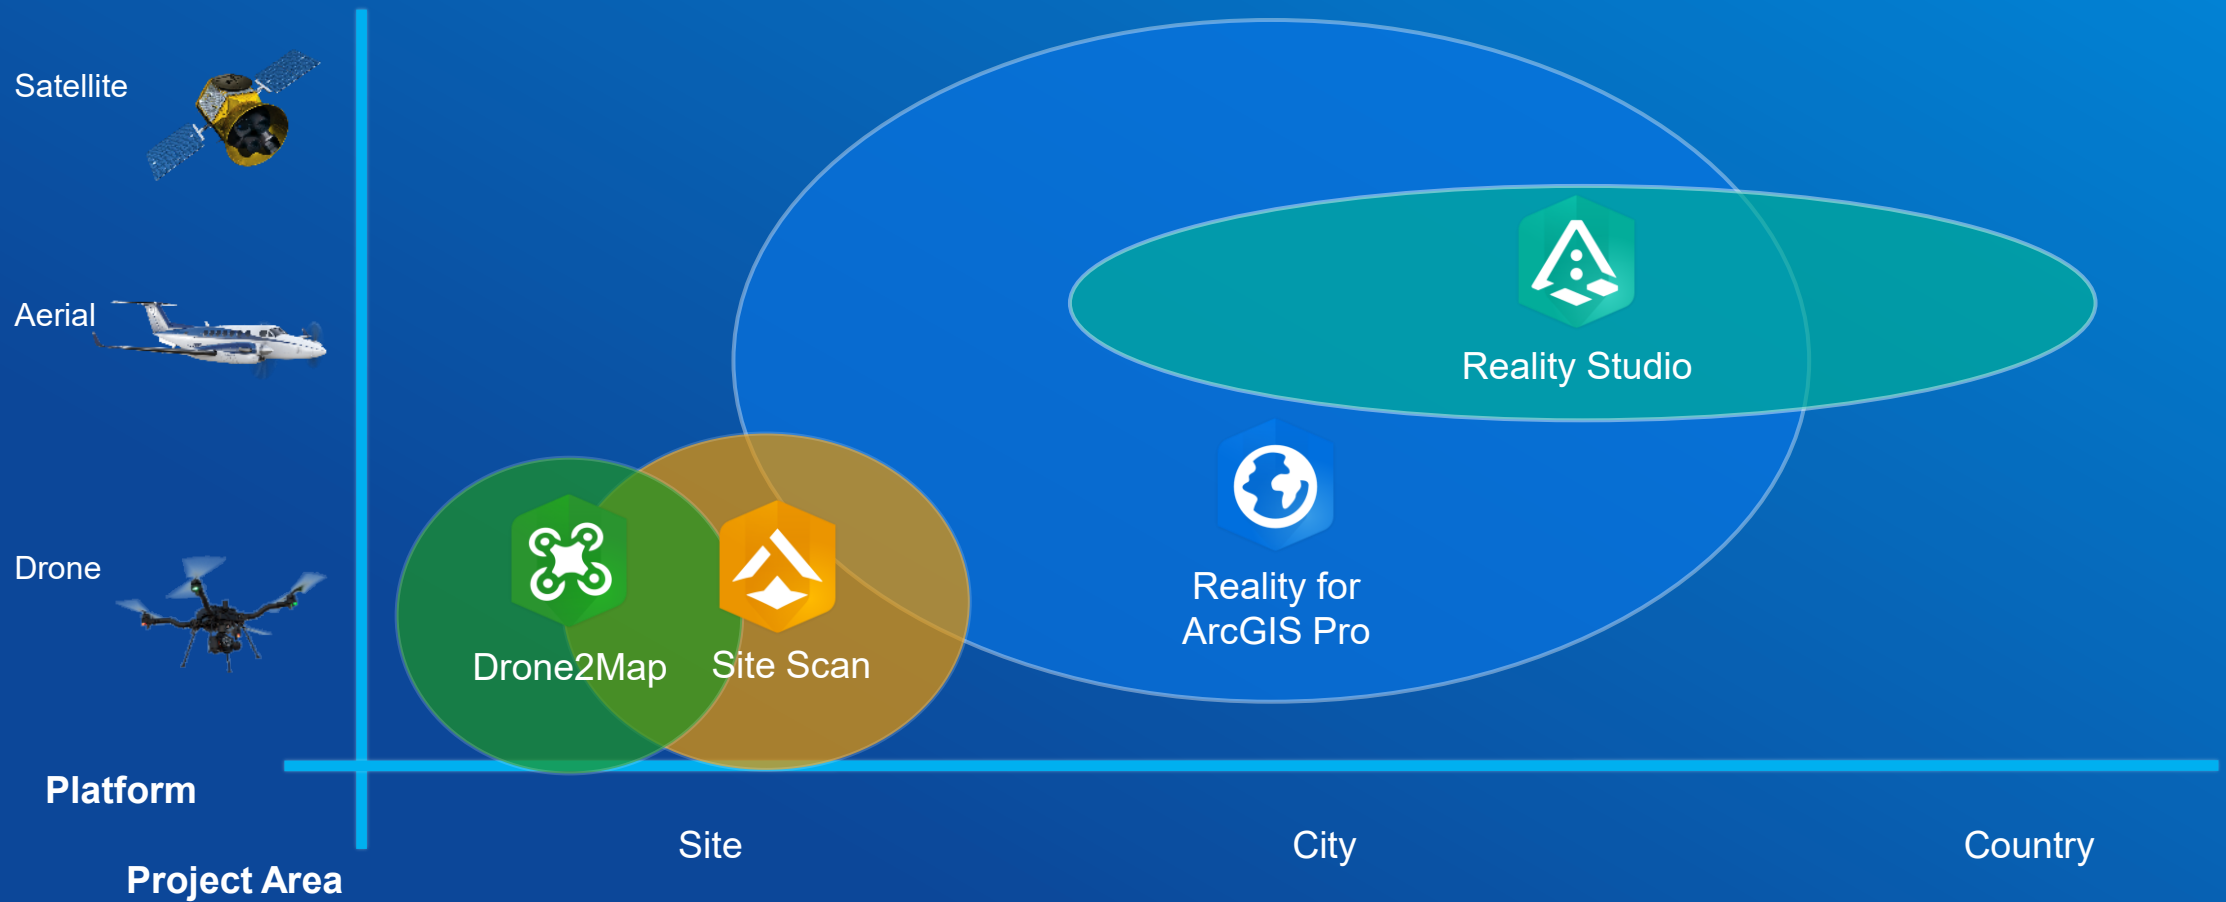 Satellite
Aerial
Reality Studio
Drone
Reality for
ArcGIS Pro
Drone2Map
Site Scan
Platform
Site
City
Country
Project Area